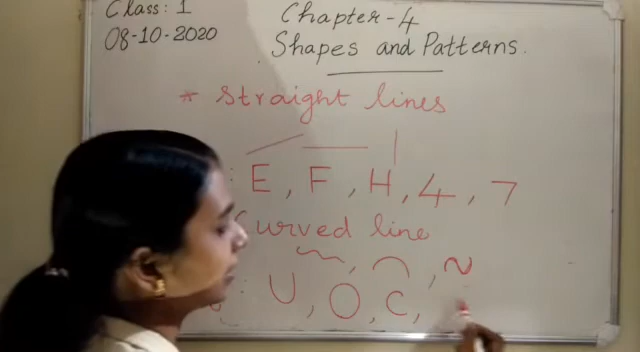 Class: 1
Chapter-4
08-10-2020
Shapes and Patterns.
* Straight lines
: E, F, H, 4, 7
Curved line
: U, O, C,